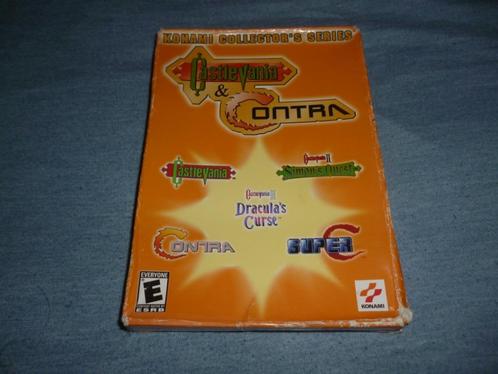 KONAMI COLLECTOR'S SERIES
Castlevania
&
CONTRA
Castlevania
Castlevania II
Simon's Quest
Castlevania III
Dracula's
Curse
CONTRA
SUPER C
EVERYONE
E
ESRB
KONAMI